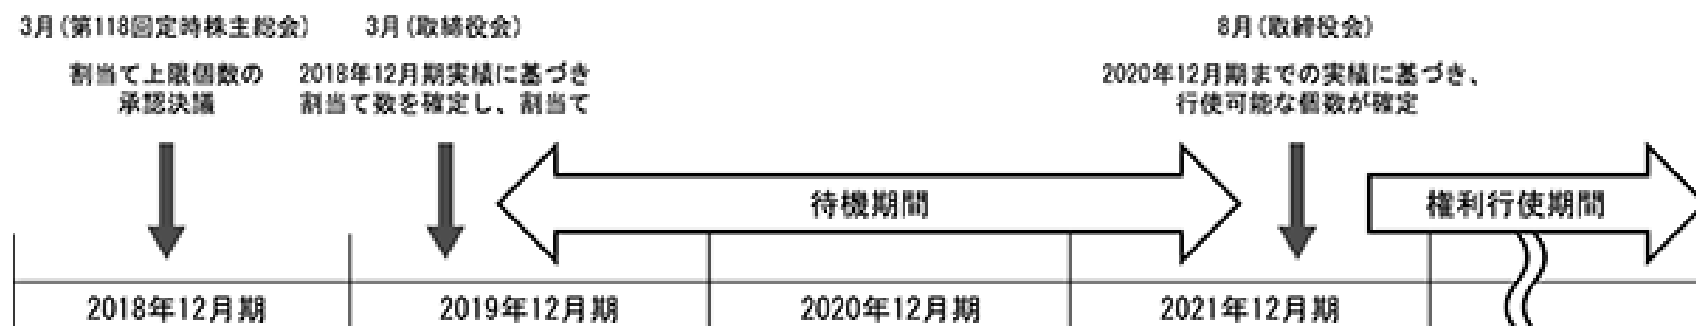 3月(第118回定時株主総会)
割当て上限個数の
承認決議
3月(取締役会)
2018年12月期実績に基づき
割当て数を確定し、割当て
8月(取締役会)
2020年12月期までの実績に基づき、
行使可能な個数が確定
待機期間
権利行使期間
2018年12月期
2019年12月期
2020年12月期
2021年12月期